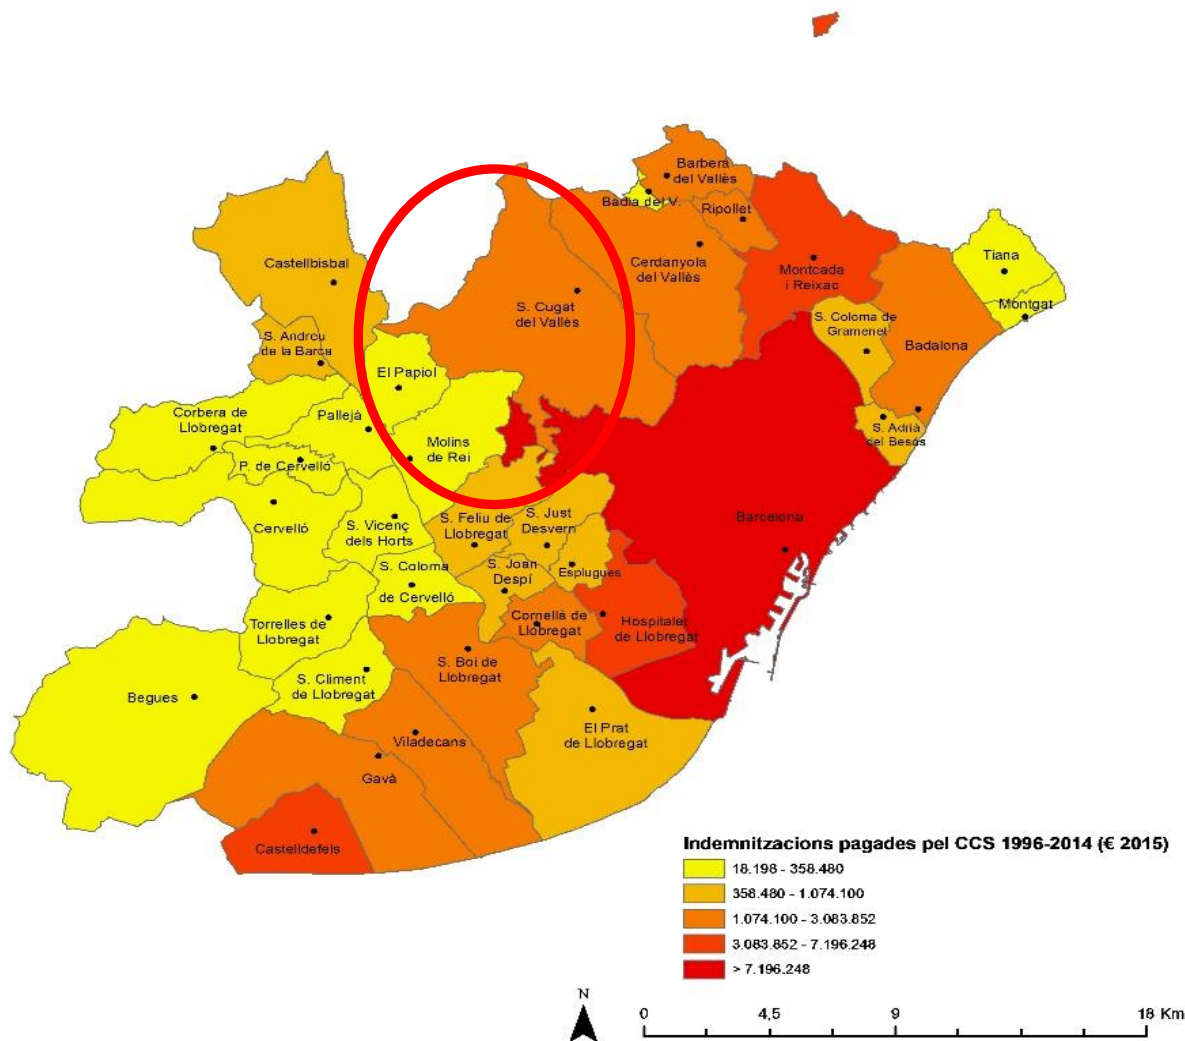 Barberà
del Vallès
Badia del V.
Ripollet
Castellbisbal
Cerdanyola
del Vallès
Montcada
i Reixac
Tiana
Montgat
S. Cugat
del Vallès
S. Coloma de
Gramenet
Badalona
S. Andreu
de la Barca
El Papiol
Corbera de
Llobregat
Pallejà
S. Adrià
del Besòs
Molins
de Rei
P. de Cervelló
Cervelló
S. Vicenç
dels Horts
S. Feliu de
Llobregat
S. Just
Desvern
Barcelona
S. Coloma
de Cervelló
S. Joan
Despí
Esplugues
Torrelles de
Llobregat
Cornellà de
Llobregat
Hospitalet
de Llobregat
S. Boi de
Llobregat
S. Climent
de Llobregat
Begues
El Prat
de Llobregat
Viladecans
Gavà
Castelldefels
Indemnitzacions pagades pel CCS 1996-2014 (€ 2015)
18.198 - 358.480
358.480 - 1.074.100
1.074.100 - 3.083.852
3.083.852 - 7.196.248
> 7.196.248
N
0 4,5 9 18 Km